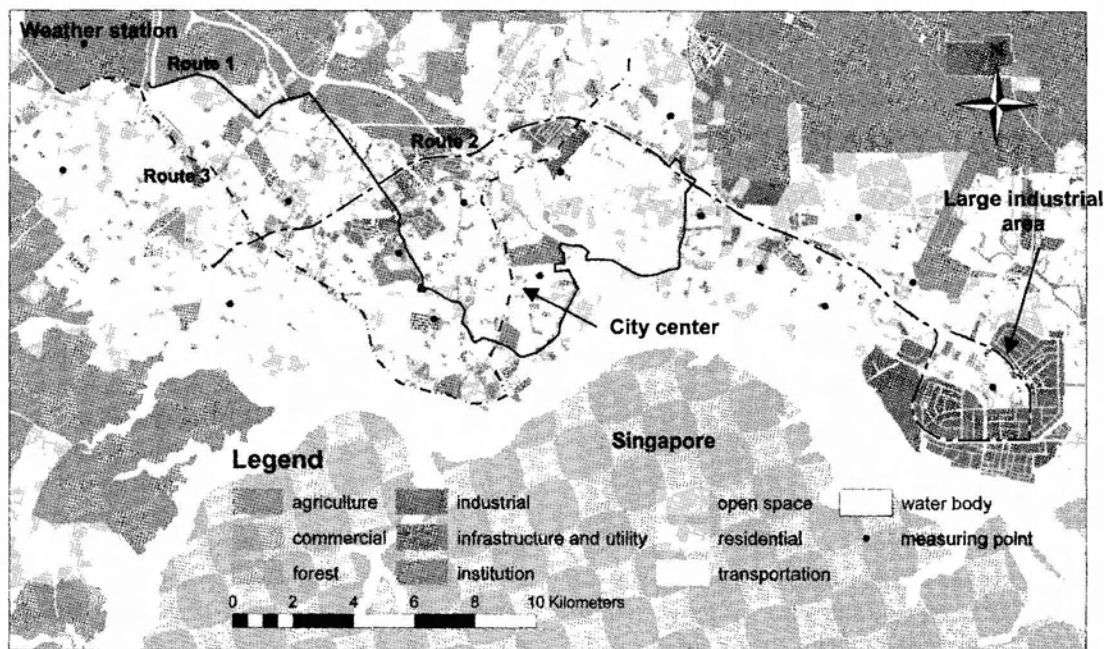 Weather station
Route 1
Route 2
Route 3
N
Large industrial
area
City center
Singapore
Legend
agriculture
commercial
forest
industrial
infrastructure and utility
institution
open space
residential
transportation
water body
measuring point
0 2 4 6 8 10 Kilometers